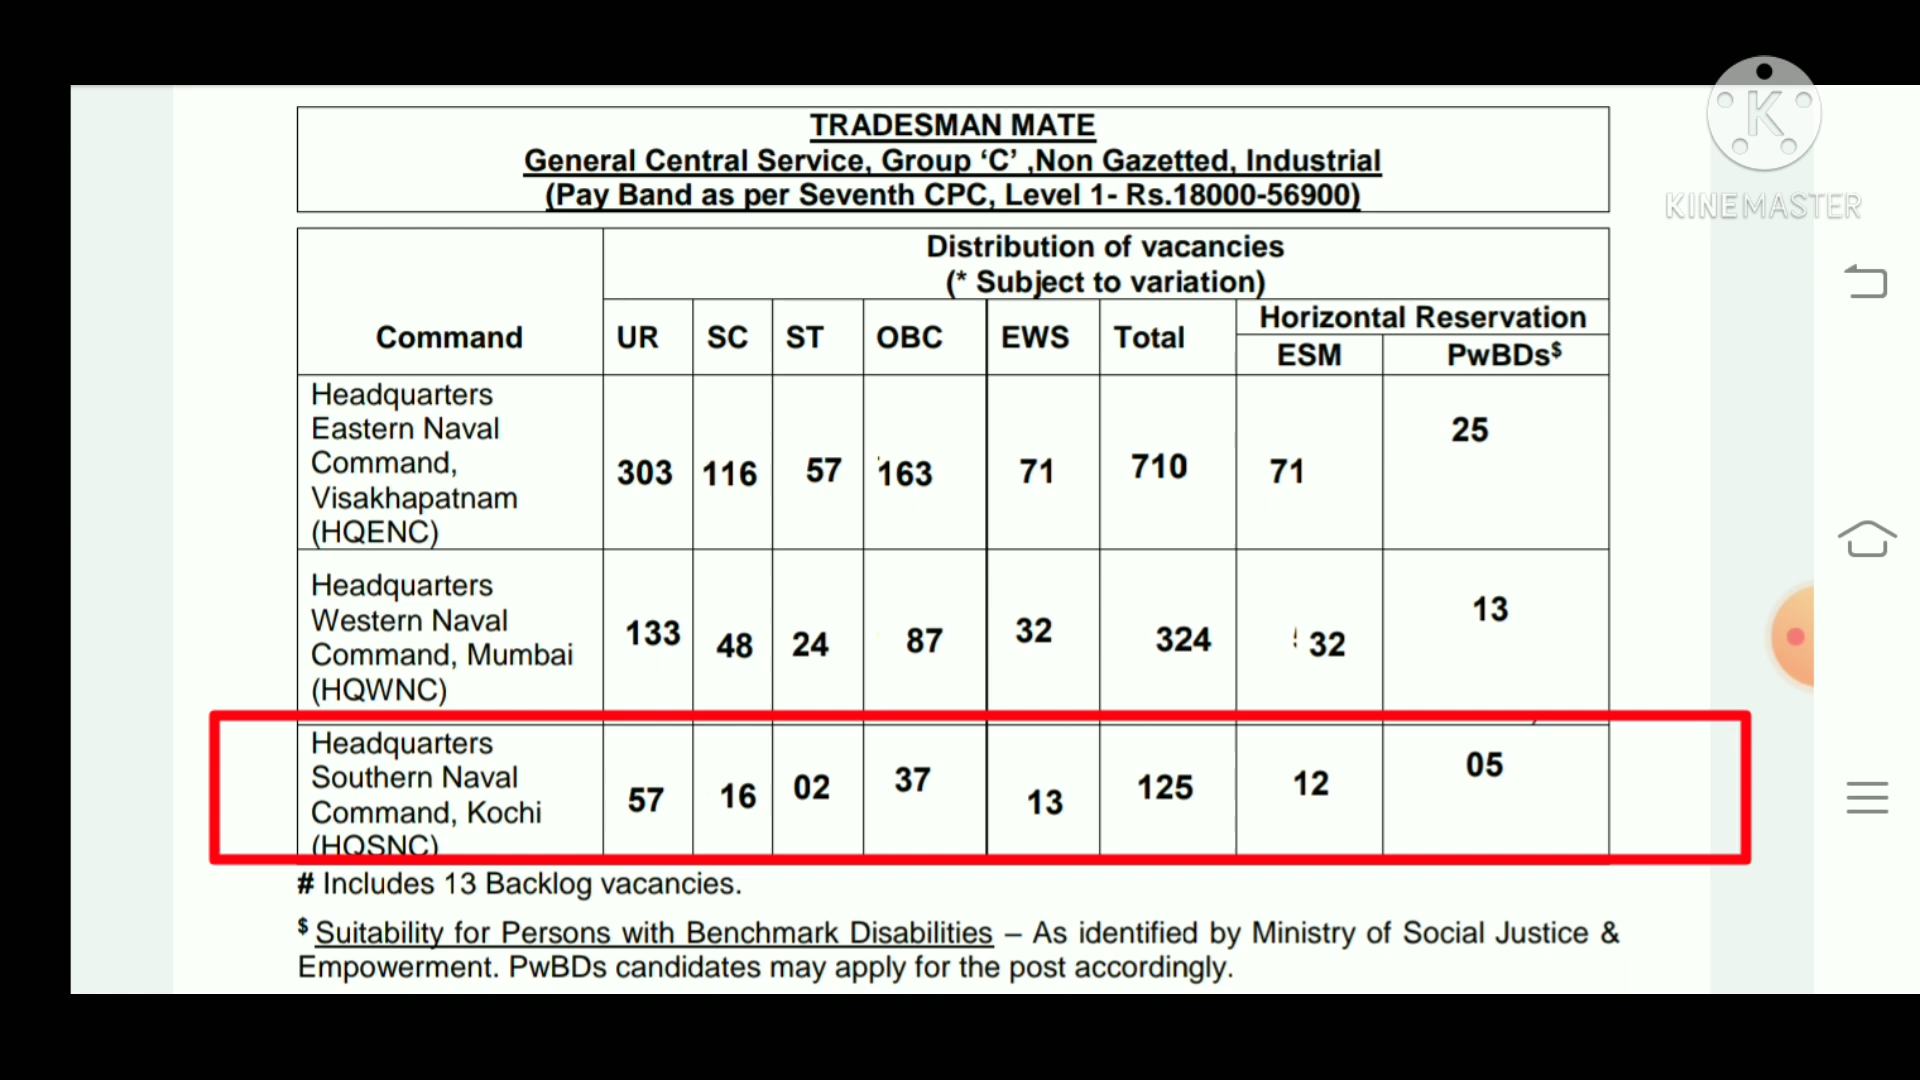 TRADESMAN MATE
General Central Service, Group ‘C’ ,Non Gazetted, Industrial
(Pay Band as per Seventh CPC, Level 1- Rs.18000-56900)
KINEMASTER
Distribution of vacancies
(* Subject to variation)
Command UR SC ST OBC EWS Total Horizontal Reservation
ESM PwBDs$
Headquarters
Eastern Naval
Command,
Visakhapatnam
(HQENC)
303 116 57 163 71 710 71 25
Headquarters
Western Naval
Command, Mumbai
(HQWNC)
133 48 24 87 32 324 32 13
Headquarters
Southern Naval
Command, Kochi
(HQSNC)
57 16 02 37 13 125 12 05
# Includes 13 Backlog vacancies.
$ Suitability for Persons with Benchmark Disabilities – As identified by Ministry of Social Justice &
Empowerment. PwBDs candidates may apply for the post accordingly.